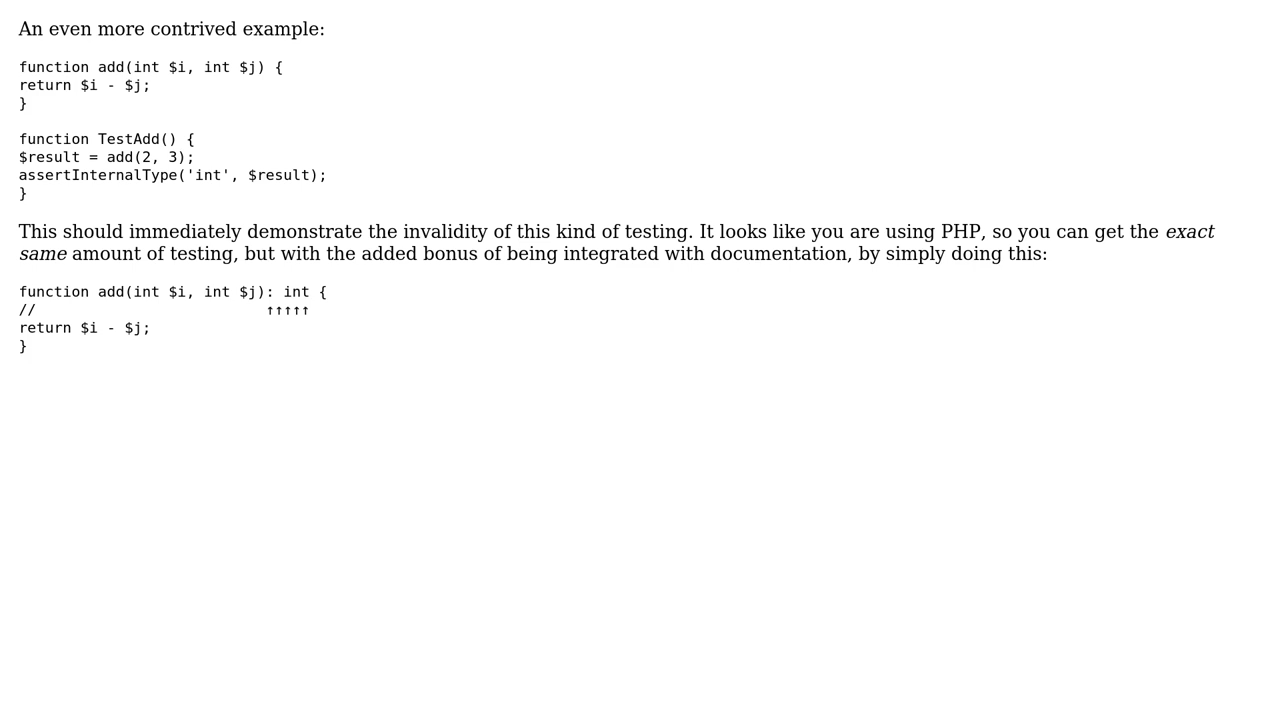 An even more contrived example:
function add(int $i, int $j) {
return $i - $j;
}
function TestAdd() {
$result = add(2, 3);
assertInternalType('int', $result);
}
This should immediately demonstrate the invalidity of this kind of testing. It looks like you are using PHP, so you can get the exact
same amount of testing, but with the added bonus of being integrated with documentation, by simply doing this:
function add(int $i, int $j): int {
//                          ↑↑↑↑↑
return $i - $j;
}